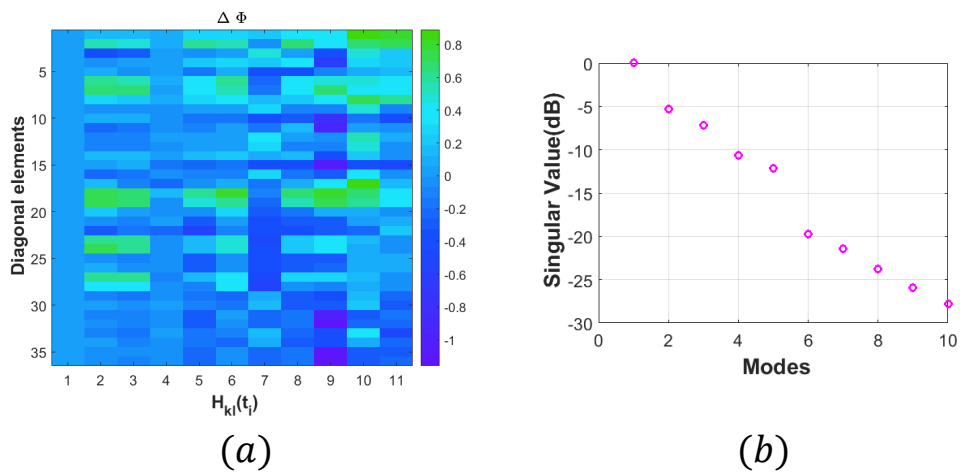 Δ Φ
Diagonal elements
5
10
15
20
25
30
35
1 2 3 4 5 6 7 8 9 10 11
H_kl(t_i)
0.8
0.6
0.4
0.2
0
-0.2
-0.4
-0.6
-0.8
-1
(a)
Singular Value(dB)
0
-5
-10
-15
-20
-25
-30
0 2 4 6 8 10
Modes
(b)